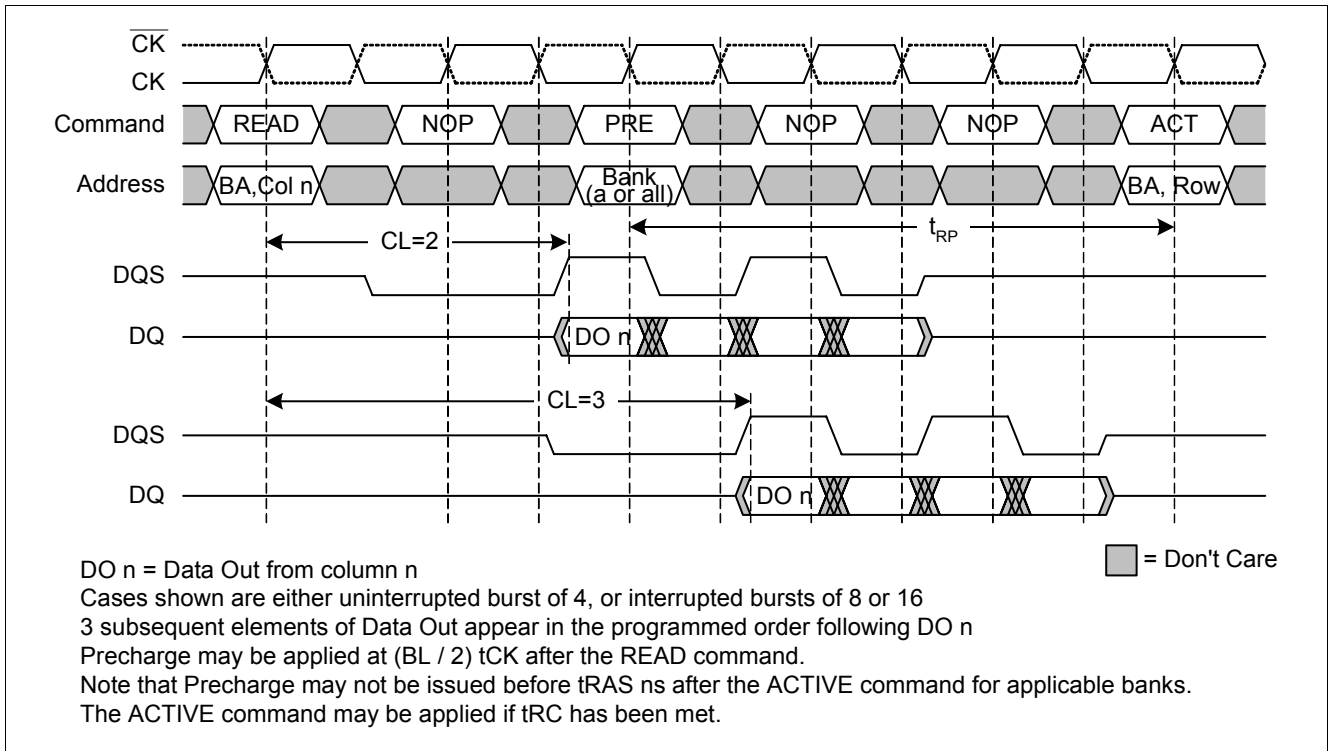 CK
CK
Command READ NOP PRE NOP NOP ACT
Address BA,Col n Bank (a or all) BA, Row
CL=2 tRP
DQS
DQ DO n
CL=3
DQS
DQ DO n
DO n = Data Out from column n
= Don't Care
Cases shown are either uninterrupted burst of 4, or interrupted bursts of 8 or 16
3 subsequent elements of Data Out appear in the programmed order following DO n
Precharge may be applied at (BL / 2) tCK after the READ command.
Note that Precharge may not be issued before tRAS ns after the ACTIVE command for applicable banks.
The ACTIVE command may be applied if tRC has been met.